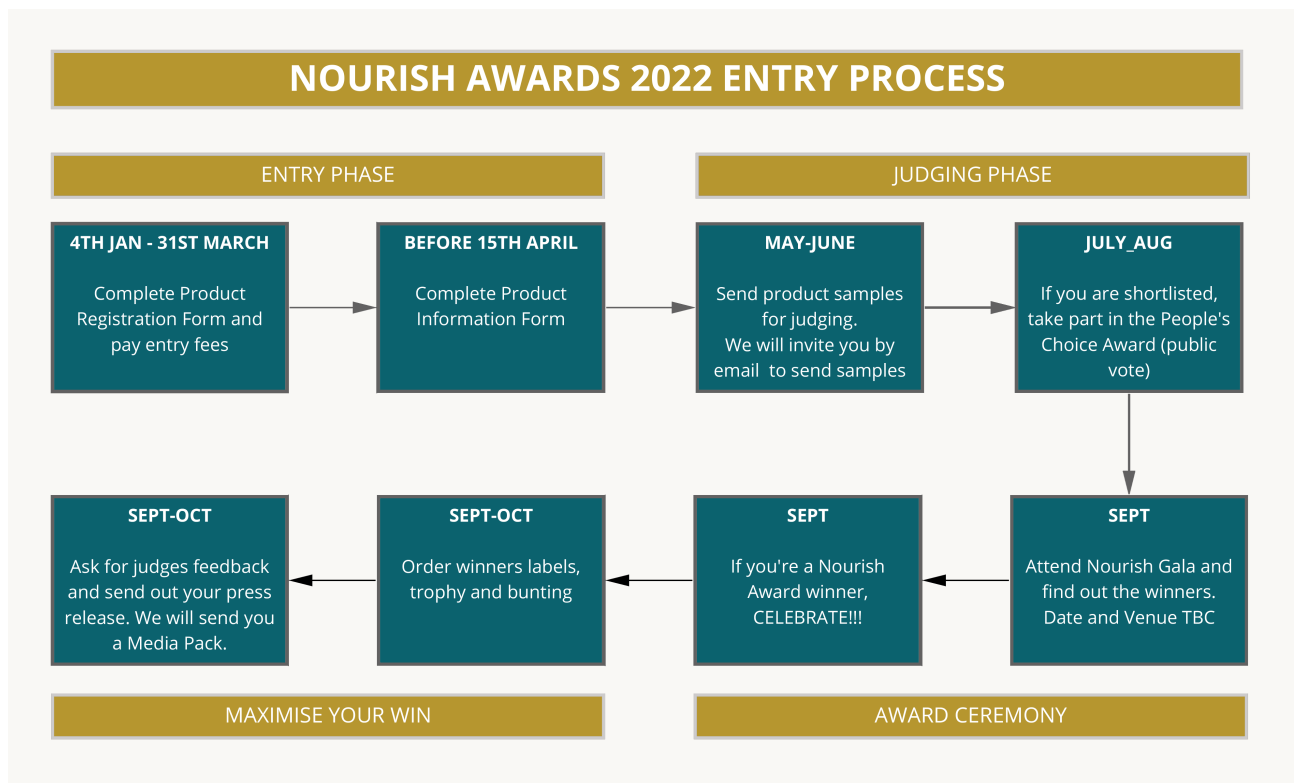 NOURISH AWARDS 2022 ENTRY PROCESS
ENTRY PHASE
JUDGING PHASE
4TH JAN - 31ST MARCH
Complete Product
Registration Form and
pay entry fees
BEFORE 15TH APRIL
Complete Product
Information Form
MAY-JUNE
Send product samples
for judging.
We will invite you by
email  to send samples
JULY_AUG
If you are shortlisted,
take part in the People's
Choice Award (public
vote)
SEPT
Attend Nourish Gala and
find out the winners.
Date and Venue TBC
SEPT
If you're a Nourish
Award winner,
CELEBRATE!!!
SEPT-OCT
Order winners labels,
trophy and bunting
SEPT-OCT
Ask for judges feedback
and send out your press
release. We will send you
a Media Pack.
MAXIMISE YOUR WIN
AWARD CEREMONY